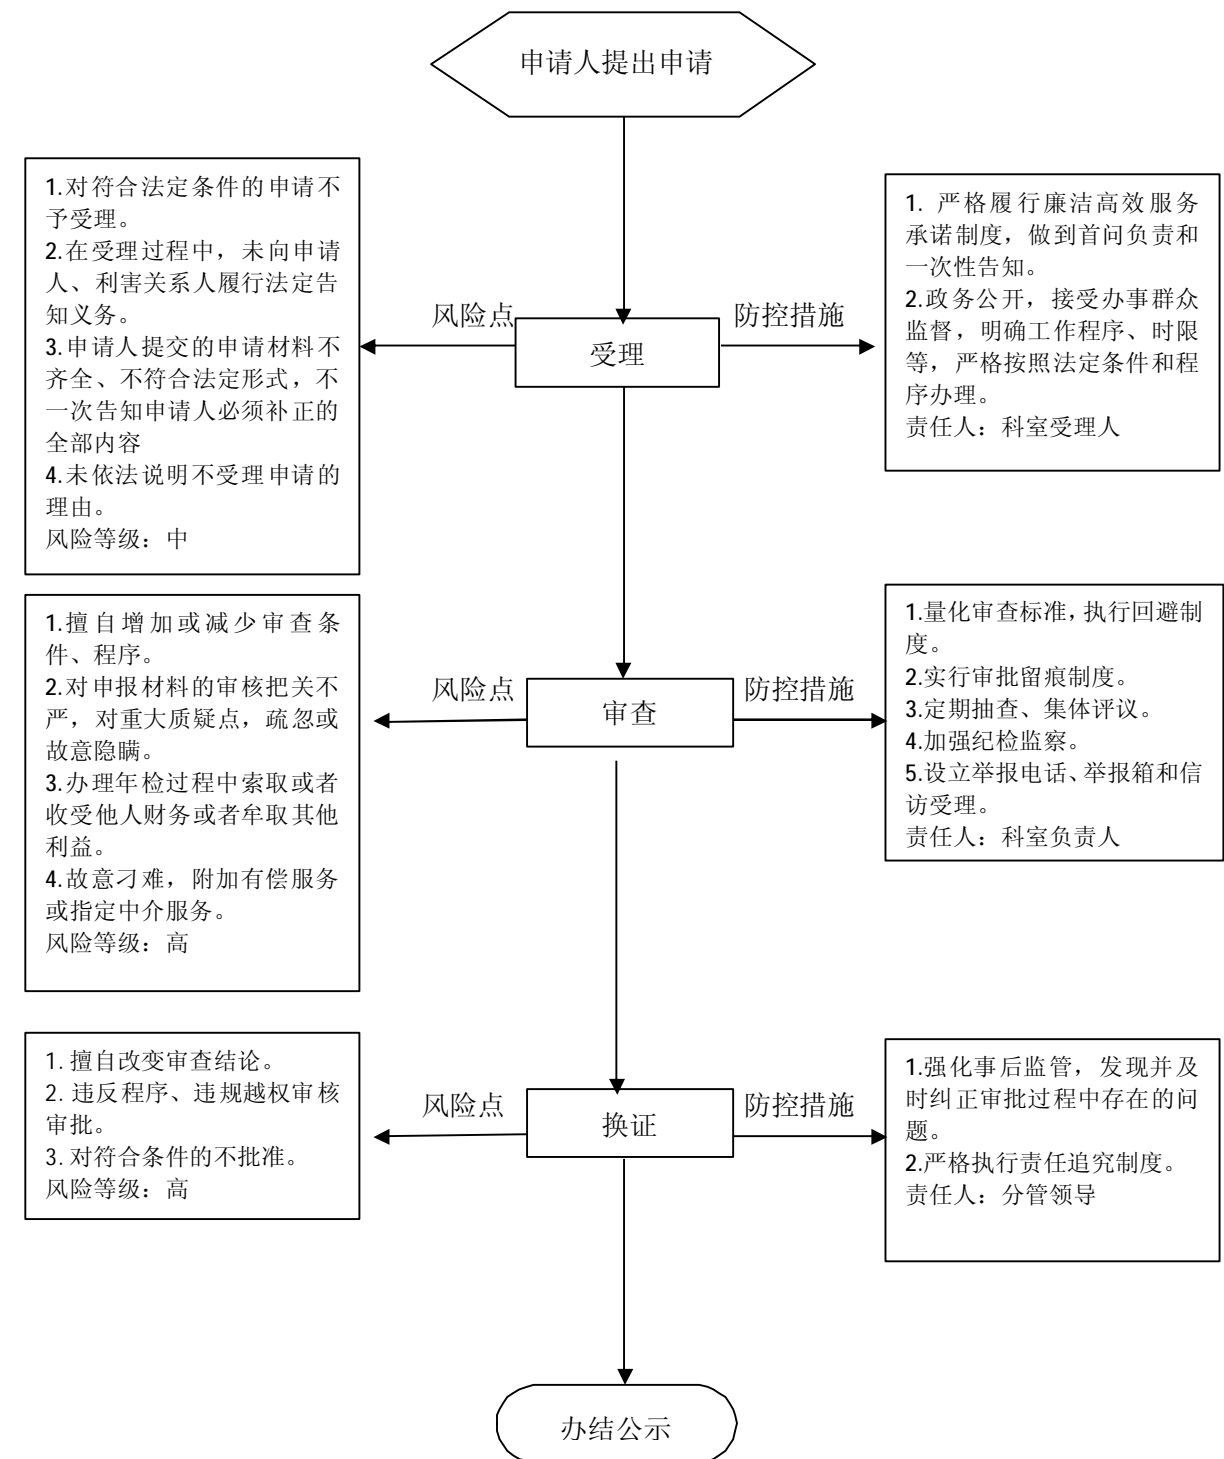 申请人提出申请
1.对符合法定条件的申请不
予受理。
2.在受理过程中，未向申请
人、利害关系人履行法定告
知义务。
3.申请人提交的申请材料不
齐全、不符合法定形式，不
一次告知申请人必须补正的
全部内容
4.未依法说明不受理申请的
理由。
风险等级：中
风险点
受理
防控措施
1. 严格履行廉洁高效服务
承诺制度，做到首问负责和
一次性告知。
2.政务公开，接受办事群众
监督，明确工作程序、时限
等，严格按照法定条件和程
序办理。
责任人：科室受理人
1.擅自增加或减少审查条
件、程序。
2.对申报材料的审核把关不
严，对重大质疑点，疏忽或
故意隐瞒。
3.办理年检过程中索取或者
收受他人财务或者牟取其他
利益。
4.故意刁难，附加有偿服务
或指定中介服务。
风险等级：高
风险点
审查
防控措施
1.量化审查标准，执行回避制
度。
2.实行审批留痕制度。
3.定期抽查、集体评议。
4.加强纪检监察。
5.设立举报电话、举报箱和信
访受理。
责任人：科室负责人
1. 擅自改变审查结论。
2. 违反程序、违规越权审核
审批。
3. 对符合条件的不批准。
风险等级：高
风险点
换证
防控措施
1.强化事后监管，发现并及
时纠正审批过程中存在的问
题。
2.严格执行责任追究制度。
责任人：分管领导
办结公示